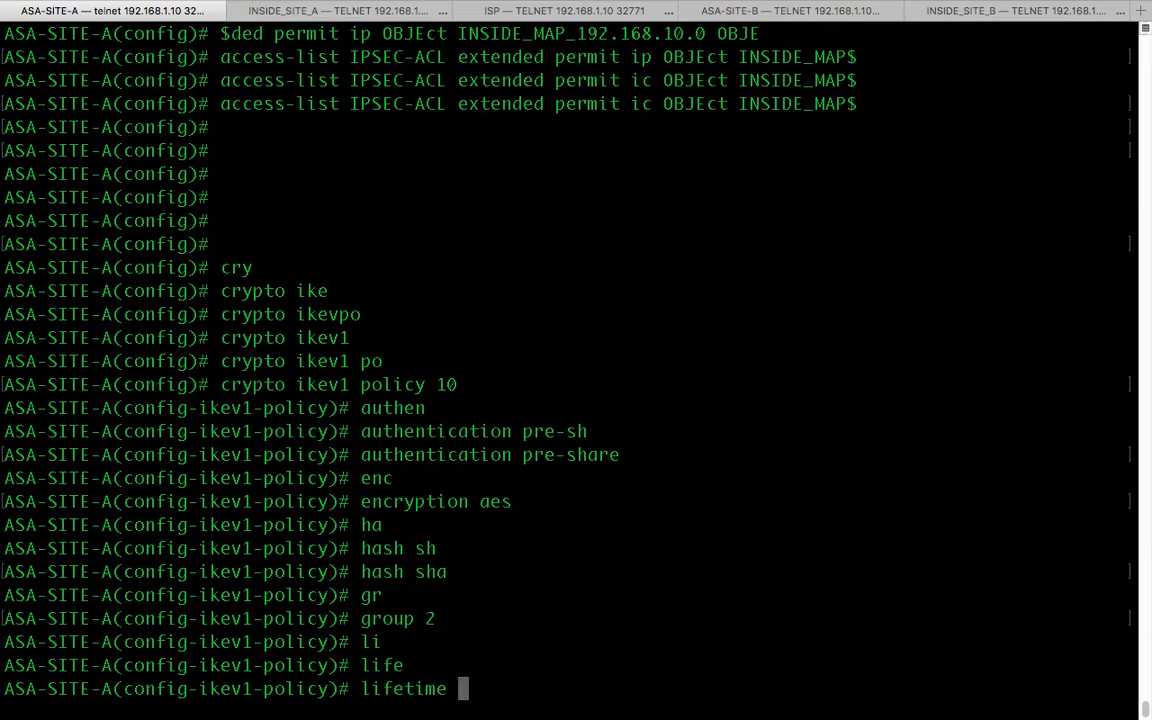 ASA-SITE-A — telnet 192.168.1.10 32... INSIDE_SITE_A — TELNET 192.168.1.... ... ISP — TELNET 192.168.1.10 32771 ... ASA-SITE-B — TELNET 192.168.1.10... INSIDE_SITE_B — TELNET 192.168.1.... ... +
ASA-SITE-A(config)# $ded permit ip OBJEct INSIDE_MAP_192.168.10.0 OBJE
[ASA-SITE-A(config)# access-list IPSEC-ACL extended permit ip OBJEct INSIDE_MAP$ ]
ASA-SITE-A(config)# access-list IPSEC-ACL extended permit ic OBJEct INSIDE_MAP$
[ASA-SITE-A(config)# access-list IPSEC-ACL extended permit ic OBJEct INSIDE_MAP$ ]
[ASA-SITE-A(config)# ]
[ASA-SITE-A(config)# ]
ASA-SITE-A(config)#
ASA-SITE-A(config)#
ASA-SITE-A(config)#
[ASA-SITE-A(config)# ]
ASA-SITE-A(config)# cry
ASA-SITE-A(config)# crypto ike
ASA-SITE-A(config)# crypto ikevpo
ASA-SITE-A(config)# crypto ikev1
ASA-SITE-A(config)# crypto ikev1 po
[ASA-SITE-A(config)# crypto ikev1 policy 10 ]
ASA-SITE-A(config-ikev1-policy)# authen
ASA-SITE-A(config-ikev1-policy)# authentication pre-sh
[ASA-SITE-A(config-ikev1-policy)# authentication pre-share ]
ASA-SITE-A(config-ikev1-policy)# enc
[ASA-SITE-A(config-ikev1-policy)# encryption aes ]
ASA-SITE-A(config-ikev1-policy)# ha
ASA-SITE-A(config-ikev1-policy)# hash sh
[ASA-SITE-A(config-ikev1-policy)# hash sha ]
ASA-SITE-A(config-ikev1-policy)# gr
[ASA-SITE-A(config-ikev1-policy)# group 2 ]
ASA-SITE-A(config-ikev1-policy)# li
ASA-SITE-A(config-ikev1-policy)# life
ASA-SITE-A(config-ikev1-policy)# lifetime